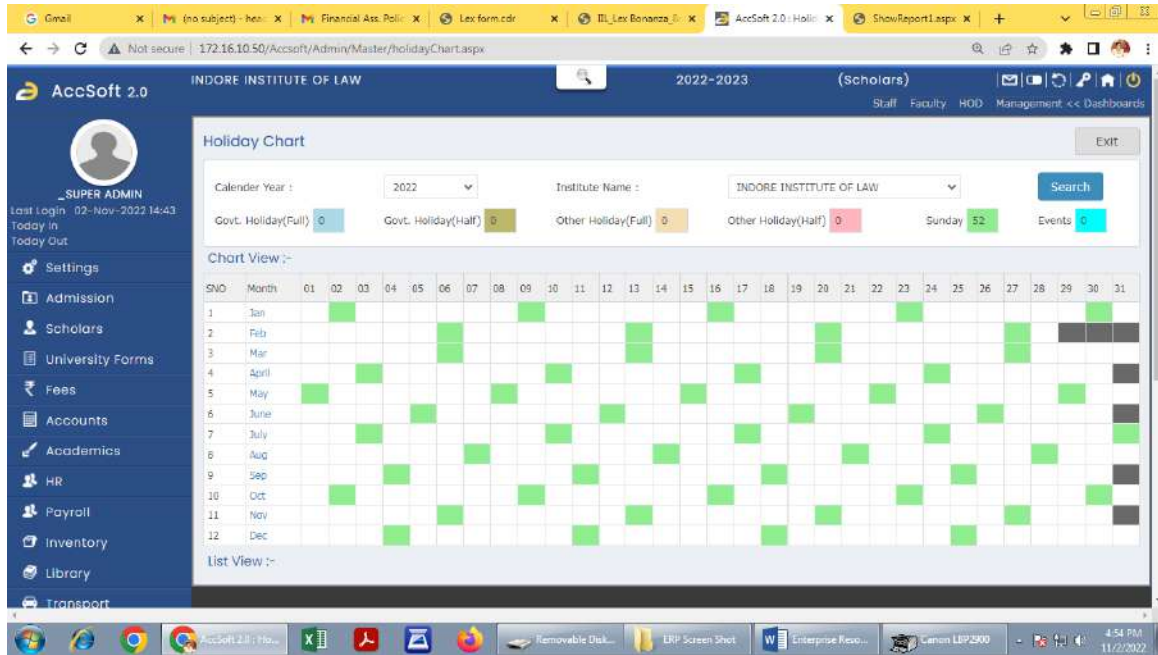 Gmail
(no subject) - hea
Financial Ass. Polic
Lex form.cdr
IIL_Lex Bonanza_
AccSoft 2.0 : Holic
ShowReport1.aspx
Not secure | 172.16.10.50/Accsoft/Admin/Master/holidayChart.aspx
AccSoft 2.0
INDORE INSTITUTE OF LAW
2022-2023
(Scholars)
Staff Faculty HOD Management << Dashboards
_SUPER ADMIN
Last Login 02-Nov-2022 14:43
Today In
Today Out
Settings
Admission
Scholars
University Forms
Fees
Accounts
Academics
HR
Payroll
Inventory
Library
Transport
Holiday Chart
Exit
Calender Year : 2022 Institute Name : INDORE INSTITUTE OF LAW Search
Govt. Holiday(Full) 0 Govt. Holiday(Half) 0 Other Holiday(Full) 0 Other Holiday(Half) 0 Sunday 52 Events 0
Chart View :-
SNO Month 01 02 03 04 05 06 07 08 09 10 11 12 13 14 15 16 17 18 19 20 21 22 23 24 25 26 27 28 29 30 31
1 Jan
2 Feb
3 Mar
4 April
5 May
6 June
7 July
8 Aug
9 Sep
10 Oct
11 Nov
12 Dec
List View :-
AccSoft 2.0 : Ho...
Removable Disk...
ERP Screen Shot
Enterprise Reso...
Canon LBP2900
4:54 PM
11/2/2022